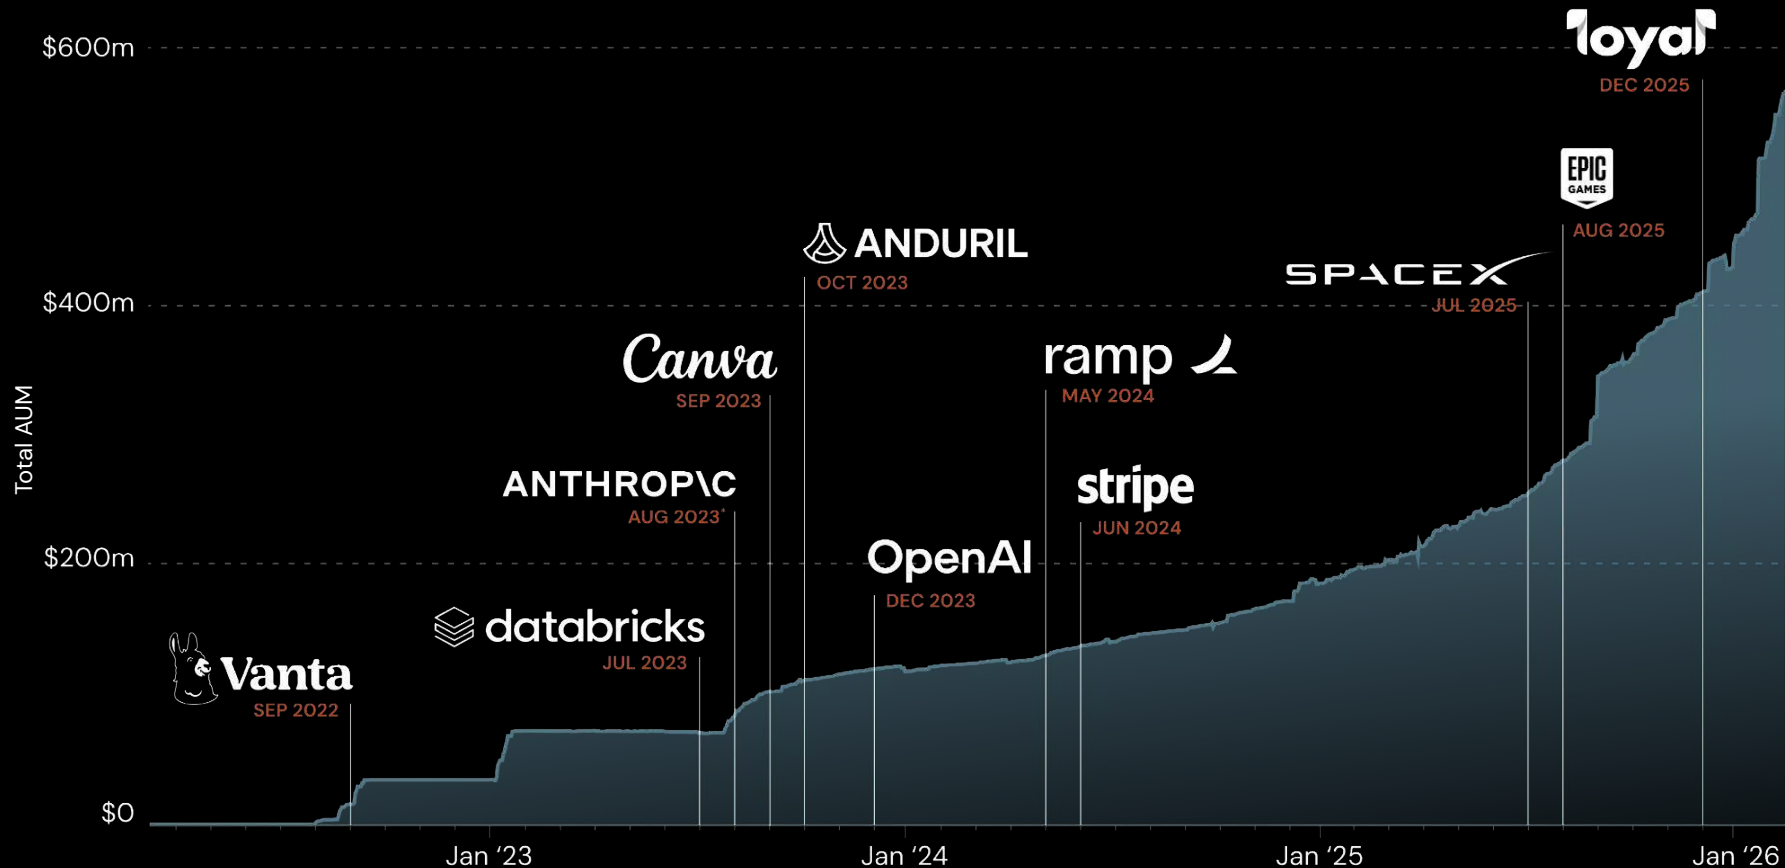 $600m
loyal
DEC 2025
EPIC
GAMES
AUG 2025
ANDURIL
OCT 2023
SPACEX
JUL 2025
$400m
Canva
SEP 2023
ramp
MAY 2024
Total AUM
ANTHROP\C
AUG 2023*
stripe
JUN 2024
$200m
OpenAI
DEC 2023
databricks
JUL 2023
Vanta
SEP 2022
$0
Jan ‘23
Jan ‘24
Jan ‘25
Jan ‘26